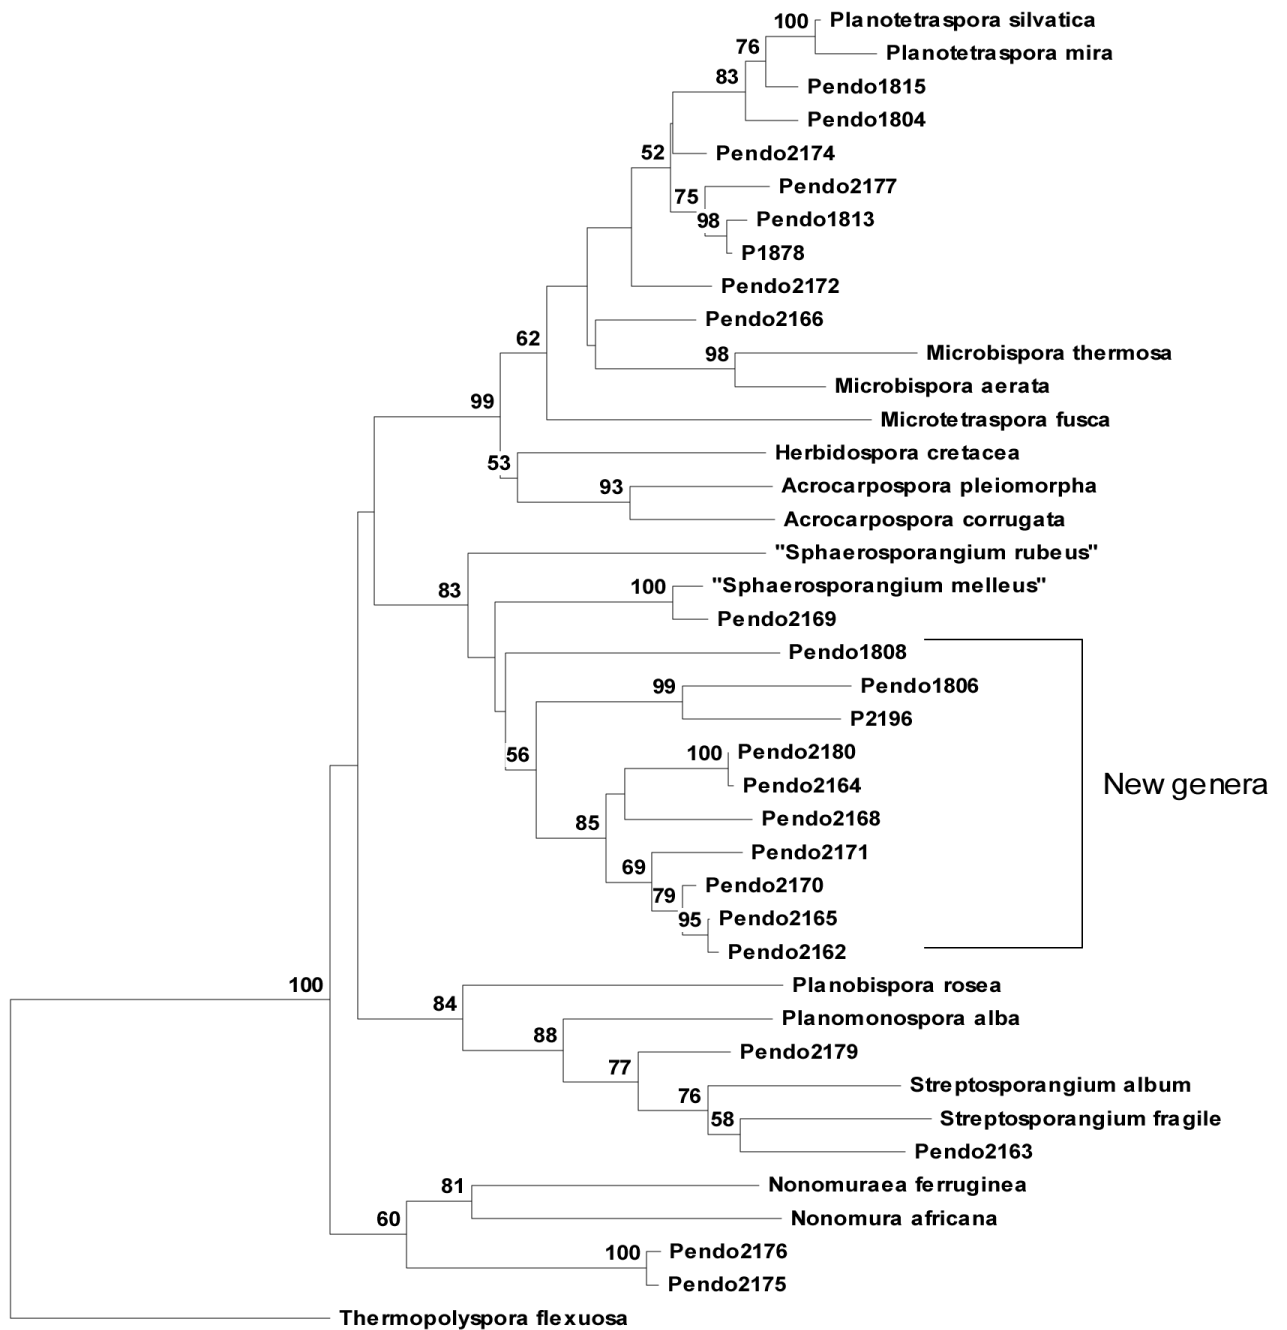 100 Planotetraspora silvatica
76 Planotetraspora mira
83 Pendo1815
Pendo1804
52 Pendo2174
75 Pendo2177
98 Pendo1813
P1878
Pendo2172
Pendo2166
62
98 Microbispora thermosa
Microbispora aerata
99 Microtetraspora fusca
53 Herbidospora cretacea
93 Acrocarpospora pleiomorpha
Acrocarpospora corrugata
"Sphaerosporangium rubeus"
83 100 "Sphaerosporangium melleus"
Pendo2169
Pendo1808
99 Pendo1806
P2196
56 100 Pendo2180
Pendo2164
New genera
85 Pendo2168
69 Pendo2171
79 Pendo2170
95 Pendo2165
Pendo2162
100 Planobispora rosea
84 Planomonospora alba
88 Pendo2179
77
76 Streptosporangium album
58 Streptosporangium fragile
Pendo2163
81 Nonomuraea ferruginea
60 Nonomura africana
100 Pendo2176
Pendo2175
Thermopolyspora flexuosa